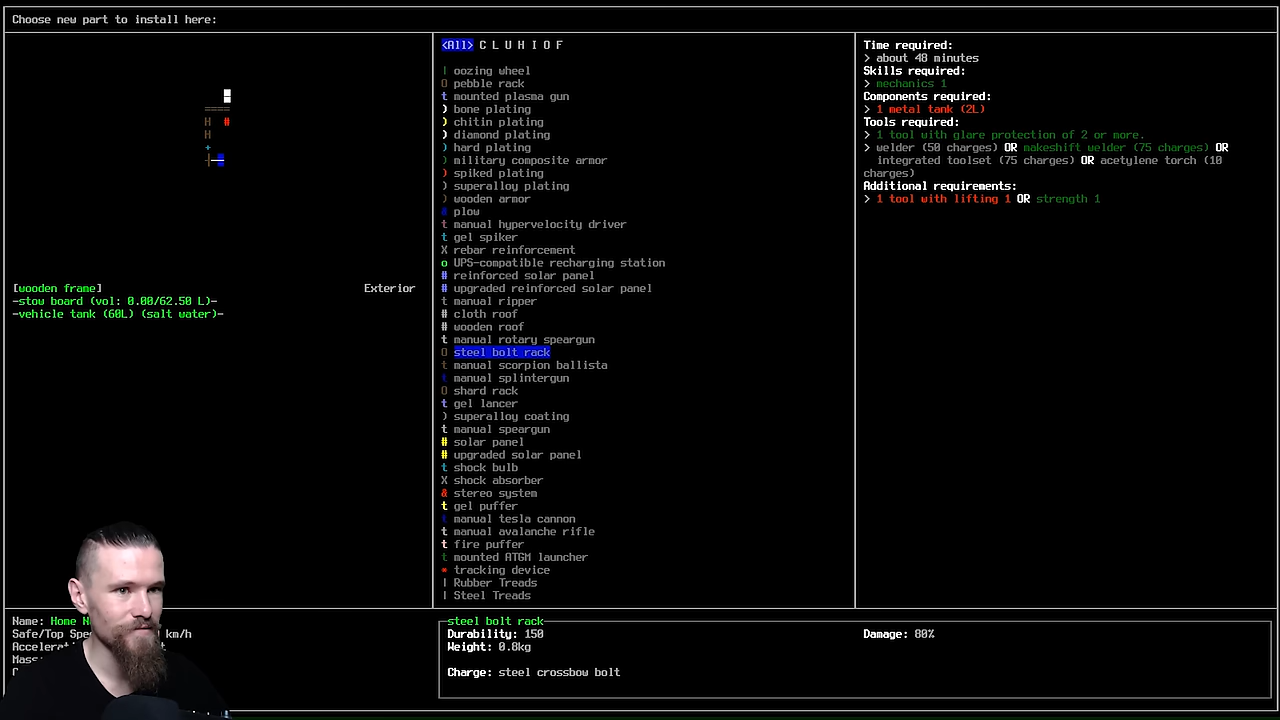 Choose new part to install here:
<All> C L U H I O F
| oozing wheel
O pebble rack
t mounted plasma gun
) bone plating
) chitin plating
) diamond plating
) hard plating
) military composite armor
) spiked plating
) superalloy plating
) wooden armor
& plow
t manual hypervelocity driver
t gel spiker
X rebar reinforcement
o UPS-compatible recharging station
# reinforced solar panel
# upgraded reinforced solar panel
t manual ripper
# cloth roof
# wooden roof
t manual rotary speargun
O steel bolt rack
t manual scorpion ballista
t manual splintergun
O shard rack
t gel lancer
) superalloy coating
t manual speargun
# solar panel
# upgraded solar panel
t shock bulb
X shock absorber
& stereo system
t gel puffer
t manual tesla cannon
t manual avalanche rifle
t fire puffer
t mounted ATGM launcher
* tracking device
| Rubber Treads
| Steel Treads
Time required:
> about 48 minutes
Skills required:
> mechanics 1
Components required:
> 1 metal tank (2L)
Tools required:
> 1 tool with glare protection of 2 or more.
> welder (50 charges) OR makeshift welder (75 charges) OR
integrated toolset (75 charges) OR acetylene torch (10
charges)
Additional requirements:
> 1 tool with lifting 1 OR strength 1
[wooden frame] Exterior
-stow board (vol: 0.00/62.50 L)-
-vehicle tank (60L) (salt water)-
Name: Home
Safe/Top km/h
Mass:
steel bolt rack
Durability: 150
Weight: 0.8kg
Charge: steel crossbow bolt
Damage: 80%